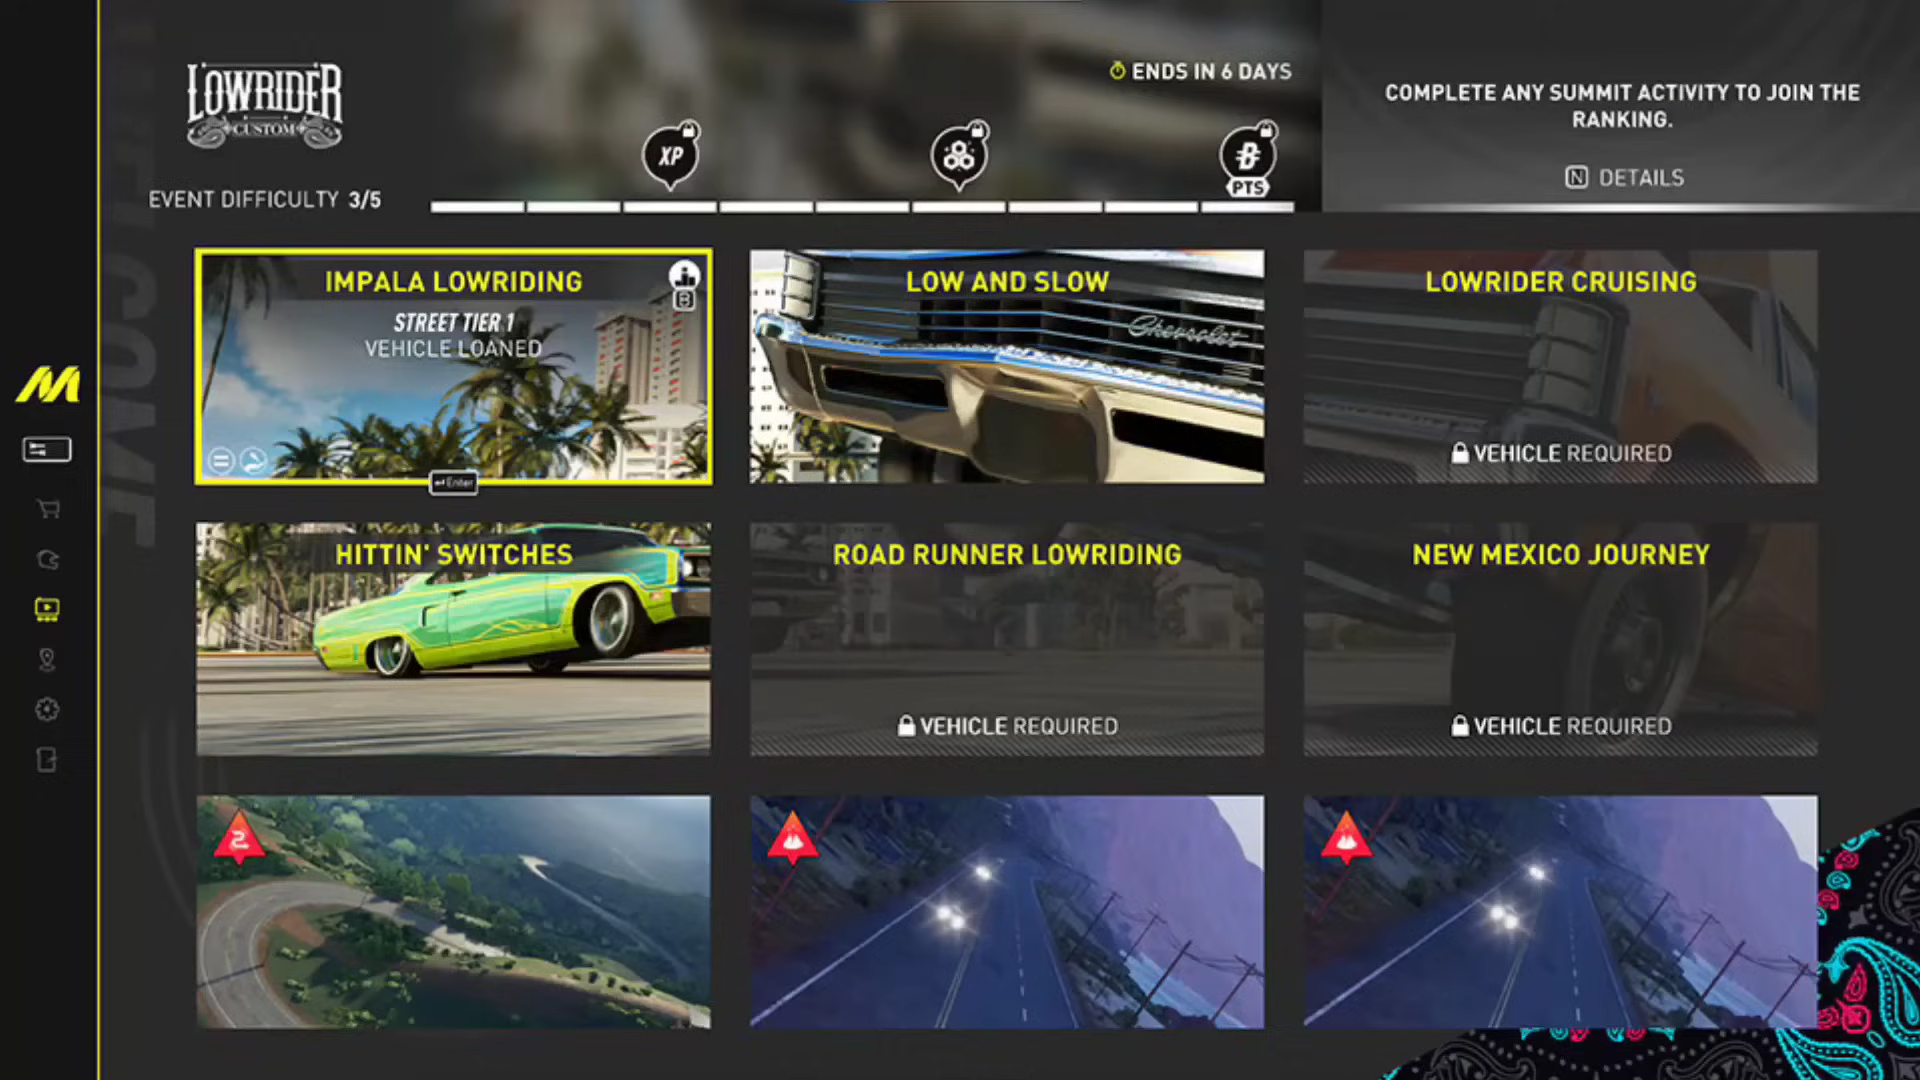 LOWRIDER
CUSTOM
EVENT DIFFICULTY 3/5
XP
PTS
ENDS IN 6 DAYS
COMPLETE ANY SUMMIT ACTIVITY TO JOIN THE
RANKING.
N DETAILS
IMPALA LOWRIDING
STREET TIER 1
VEHICLE LOANED
B
Enter
LOW AND SLOW
Chevrolet
LOWRIDER CRUISING
VEHICLE REQUIRED
HITTIN' SWITCHES
ROAD RUNNER LOWRIDING
VEHICLE REQUIRED
NEW MEXICO JOURNEY
VEHICLE REQUIRED